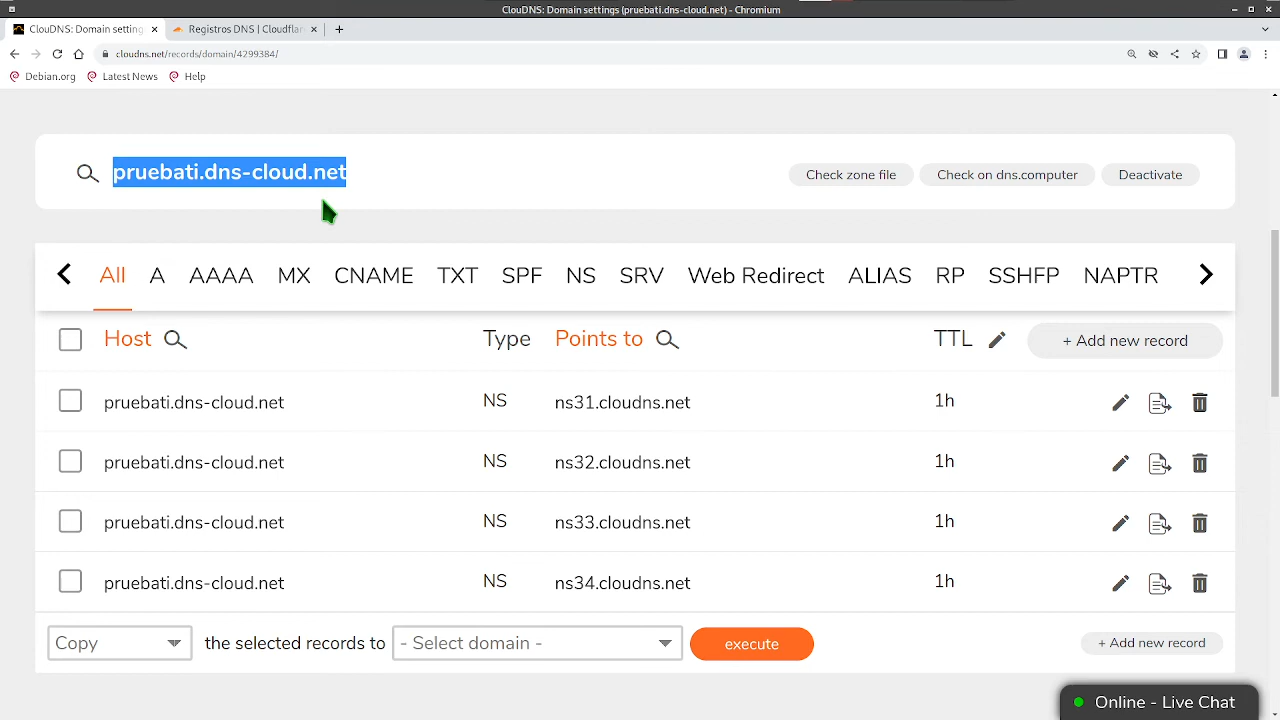 ClouDNS: Domain settings (pruebati.dns-cloud.net) - Chromium
ClouDNS: Domain setting
Registros DNS | Cloudflar
cloudns.net/records/domain/4299384/
Debian.org Latest News Help
pruebati.dns-cloud.net Check zone file Check on dns.computer Deactivate
All A AAAA MX CNAME TXT SPF NS SRV Web Redirect ALIAS RP SSHFP NAPTR
Host Type Points to TTL + Add new record
pruebati.dns-cloud.net NS ns31.cloudns.net 1h
pruebati.dns-cloud.net NS ns32.cloudns.net 1h
pruebati.dns-cloud.net NS ns33.cloudns.net 1h
pruebati.dns-cloud.net NS ns34.cloudns.net 1h
Copy the selected records to - Select domain - execute + Add new record
Online - Live Chat